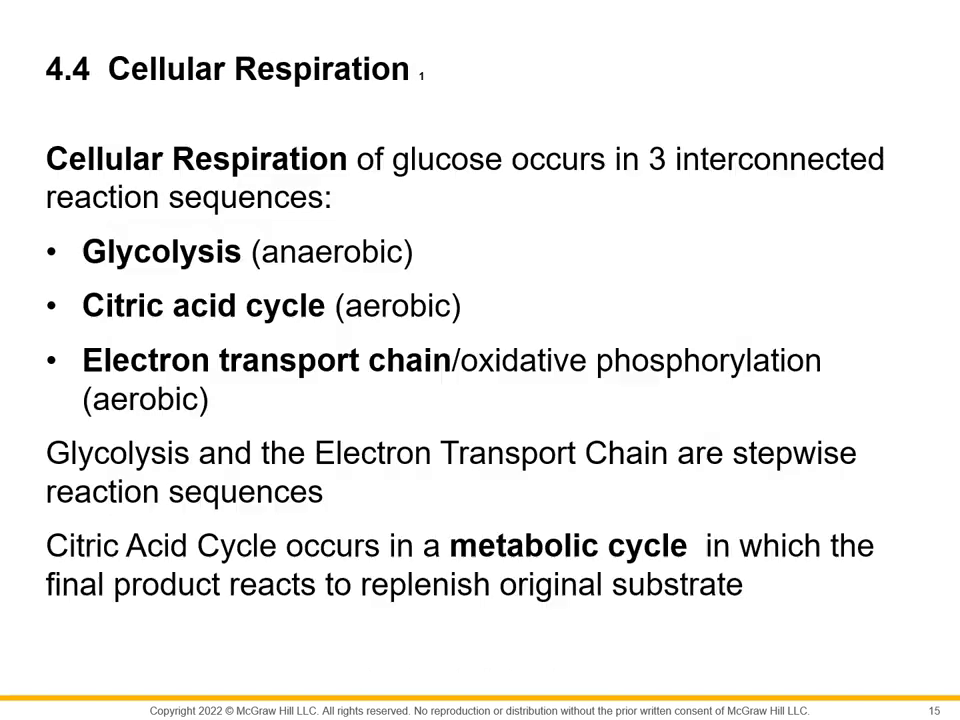 4.4 Cellular Respiration 1
Cellular Respiration of glucose occurs in 3 interconnected
reaction sequences:
• Glycolysis (anaerobic)
• Citric acid cycle (aerobic)
• Electron transport chain/oxidative phosphorylation
(aerobic)
Glycolysis and the Electron Transport Chain are stepwise
reaction sequences
Citric Acid Cycle occurs in a metabolic cycle in which the
final product reacts to replenish original substrate
Copyright 2022 © McGraw Hill LLC. All rights reserved. No reproduction or distribution without the prior written consent of McGraw Hill LLC. 15